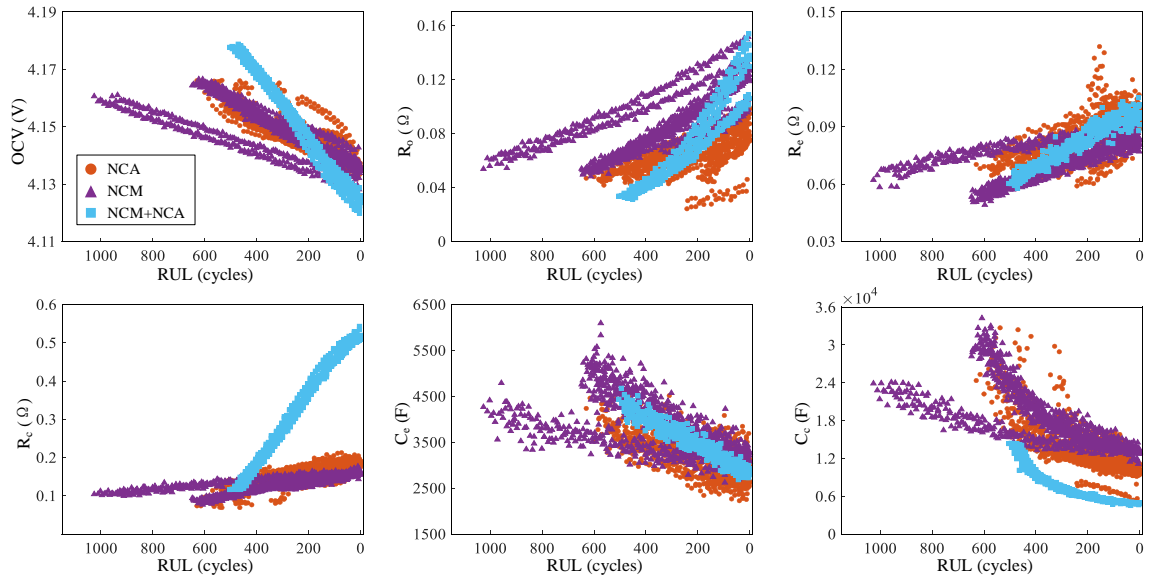 4.19
4.17
4.15
4.13
4.11
OCV (V)
NCA
NCM
NCM+NCA
1000 800 600 400 200 0
RUL (cycles)
0.16
0.12
0.08
0.04
0
Ro (Ω)
1000 800 600 400 200 0
RUL (cycles)
0.15
0.12
0.09
0.06
0.03
Re (Ω)
1000 800 600 400 200 0
RUL (cycles)
0.6
0.5
0.4
0.3
0.2
0.1
Rc (Ω)
1000 800 600 400 200 0
RUL (cycles)
6500
5500
4500
3500
2500
1500
Ce (F)
1000 800 600 400 200 0
RUL (cycles)
×10^4
3.6
3.0
2.4
1.8
1.2
0.6
0
Cc (F)
1000 800 600 400 200 0
RUL (cycles)